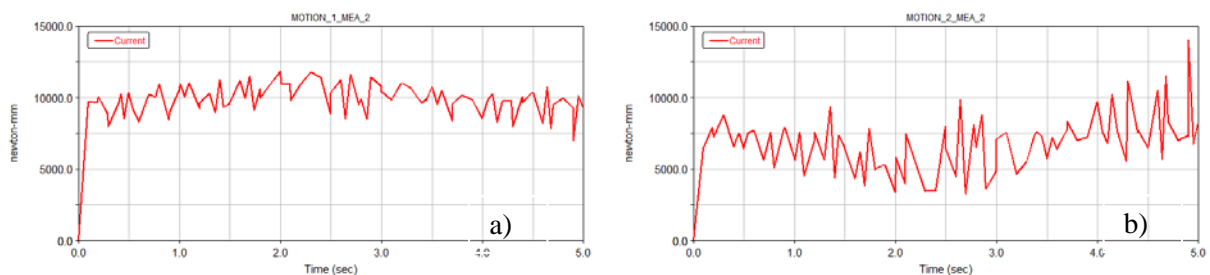 MOTION_1_MEA_2
15000.0
Current
10000.0
newton-mm
5000.0
0.0
a)
0.0 1.0 2.0 3.0 4.0 5.0
Time (sec)
MOTION_2_MEA_2
15000.0
Current
10000.0
newton-mm
5000.0
0.0
b)
0.0 1.0 2.0 3.0 4.0 5.0
Time (sec)